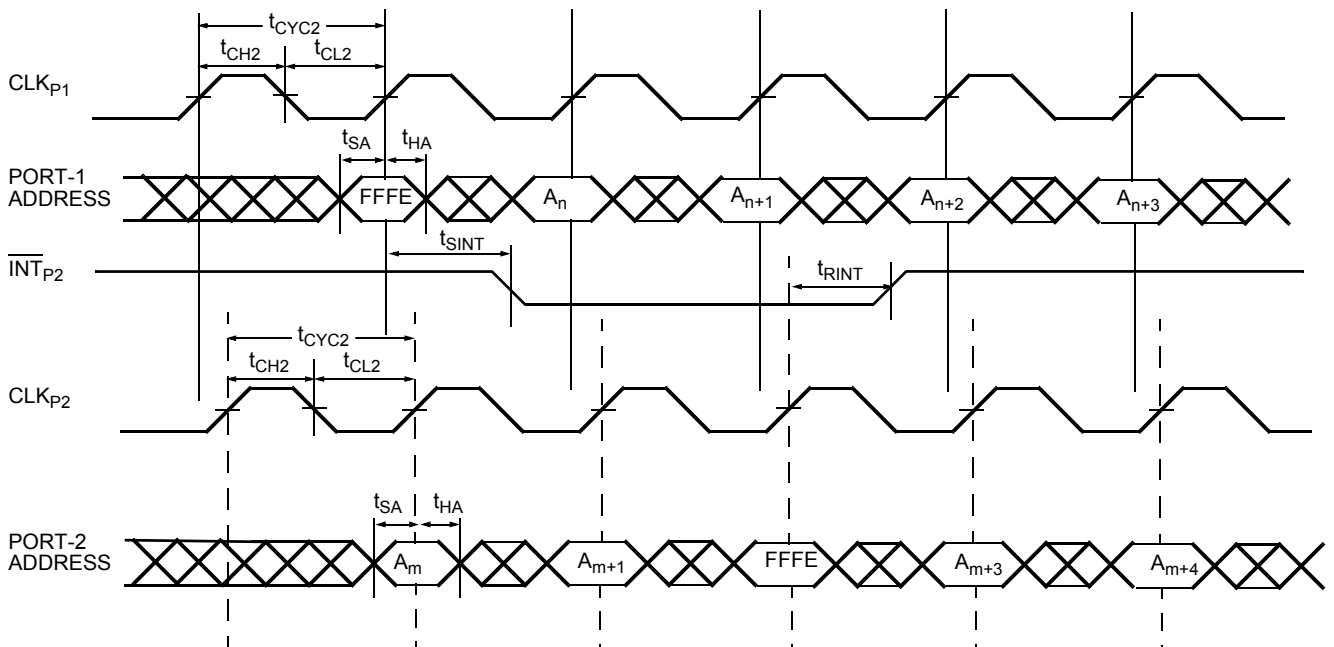 tCYC2
tCH2
tCL2
CLKP1
tSA
tHA
PORT-1
ADDRESS
FFFE
An
An+1
An+2
An+3
tSINT
INTP2
tRINT
tCYC2
tCH2
tCL2
CLKP2
tSA
tHA
PORT-2
ADDRESS
Am
Am+1
FFFE
Am+3
Am+4